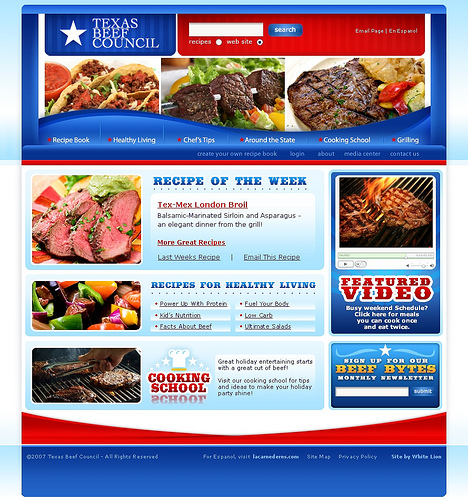 TEXAS
BEEF
COUNCIL
search
recipes web site
Email Page | En Espanol
Recipe Book Healthy Living Chef's Tips Around the State Cooking School Grilling
create your own recipe book login about media center contact us
RECIPE OF THE WEEK
Tex-Mex London Broil
Balsamic-Marinated Sirloin and Asparagus -
an elegant dinner from the grill!
More Great Recipes
Last Weeks Recipe | Email This Recipe
FEATURED
VIDEO
Busy weekend Schedule?
Click here for meals
you can cook once
and eat twice.
RECIPES FOR HEALTHY LIVING
Power Up With Protein Fuel Your Body
Kid's Nutrition Low Carb
Facts About Beef Ultimate Salads
COOKING
SCHOOL
Great holiday entertaining starts
with a great cut of beef!
Visit our cooking school for tips
and ideas to make your holiday
party shine!
SIGN UP FOR OUR
BEEF BYTES
MONTHLY NEWSLETTER
submit
©2007 Texas Beef Council - All Rights Reserved
For Espanol, visit lacarnederes.com Site Map Privacy Policy Site by White Lion